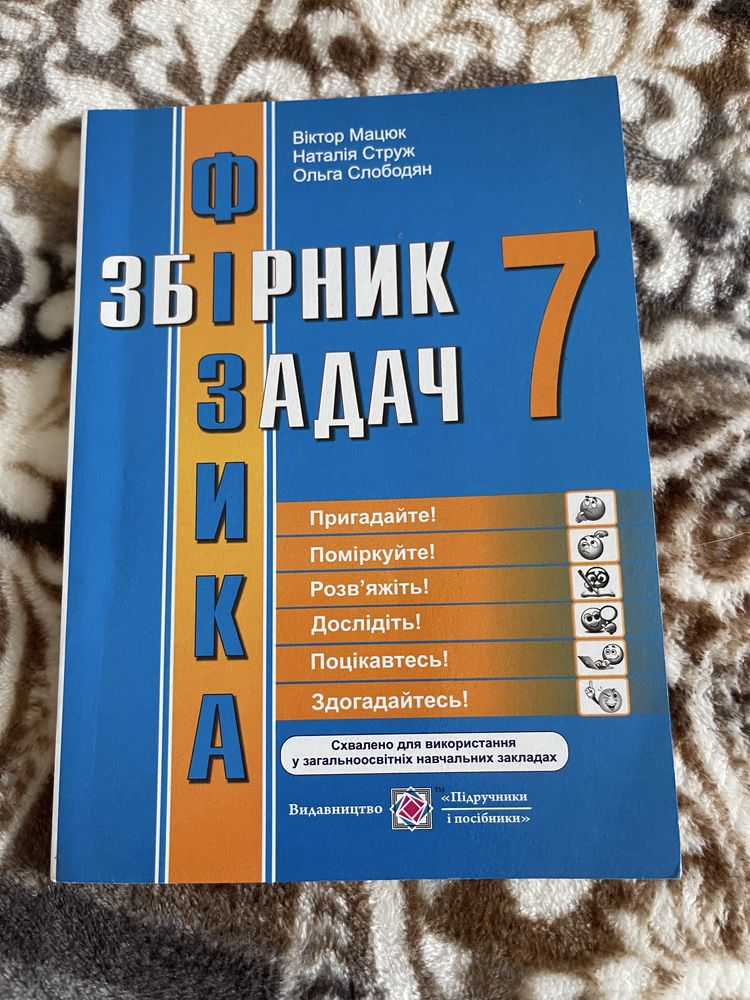 Віктор Мацюк
Наталія Струж
Ольга Слободян
ФІЗИКА
ЗБІРНИК
ЗАДАЧ
7
Пригадайте!
Поміркуйте!
Розв'яжіть!
Дослідіть!
Поцікавтесь!
Здогадайтесь!
Схвалено для використання
у загальноосвітніх навчальних закладах
Видавництво ™ «Підручники
і посібники»